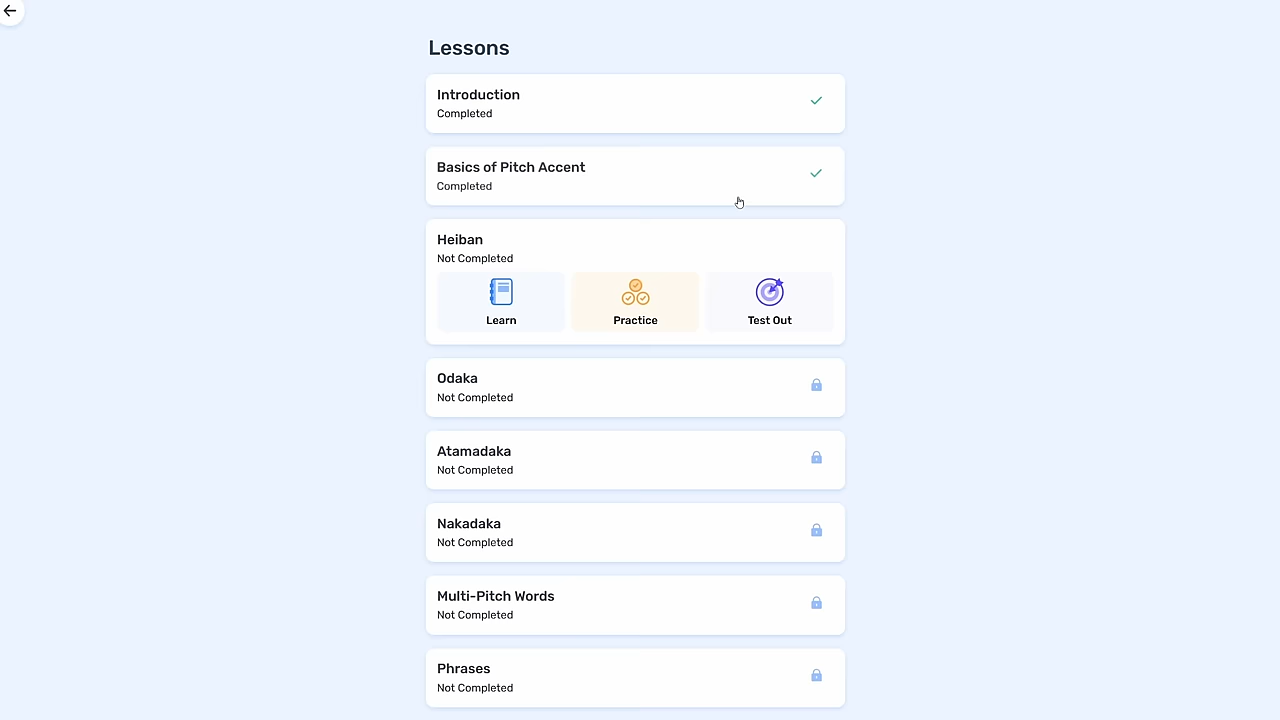 Lessons
Introduction
Completed
Basics of Pitch Accent
Completed
Heiban
Not Completed
Learn
Practice
Test Out
Odaka
Not Completed
Atamadaka
Not Completed
Nakadaka
Not Completed
Multi-Pitch Words
Not Completed
Phrases
Not Completed